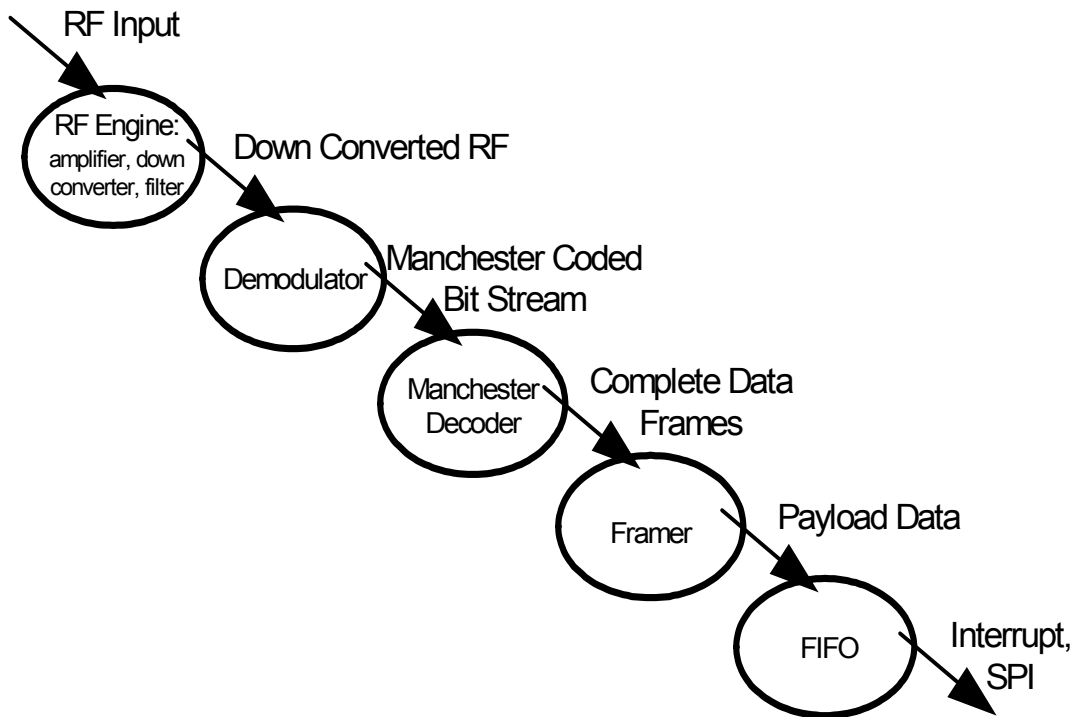 RF Input
RF Engine:
amplifier, down
converter, filter
Down Converted RF
Demodulator
Manchester Coded
Bit Stream
Manchester
Decoder
Complete Data
Frames
Framer
Payload Data
FIFO
Interrupt,
SPI